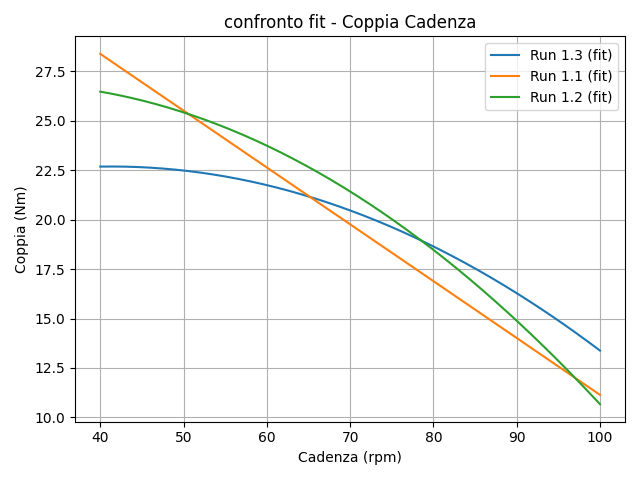 confronto fit - Coppia Cadenza
Run 1.3 (fit)
Run 1.1 (fit)
Run 1.2 (fit)
Coppia (Nm)
27.5
25.0
22.5
20.0
17.5
15.0
12.5
10.0
40 50 60 70 80 90 100
Cadenza (rpm)